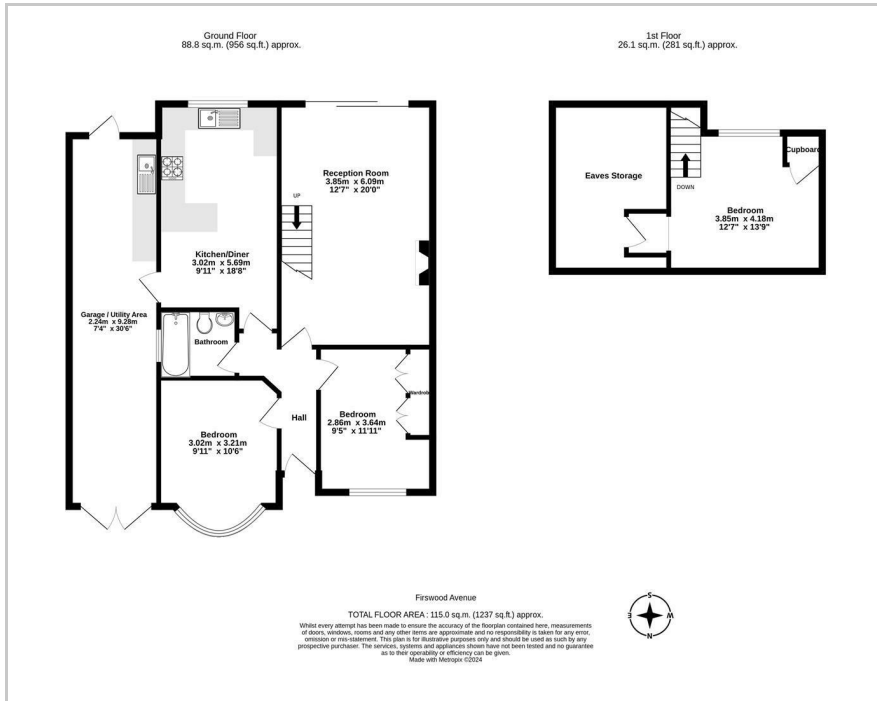 Ground Floor
88.8 sq.m. (956 sq.ft.) approx.
1st Floor
26.1 sq.m. (281 sq.ft.) approx.
Reception Room
3.85m x 6.09m
12'7" x 20'0"
UP
Kitchen/Diner
3.02m x 5.69m
9'11" x 18'8"
Garage / Utility Area
2.24m x 9.28m
7'4" x 30'6"
Bathroom
Bedroom
3.02m x 3.21m
9'11" x 10'6"
Hall
Bedroom
2.86m x 3.64m
9'5" x 11'11"
Wardrobe
Eaves Storage
DOWN
Cupboard
Bedroom
3.85m x 4.18m
12'7" x 13'9"
Firswood Avenue
TOTAL FLOOR AREA : 115.0 sq.m. (1237 sq.ft.) approx.
Whilst every attempt has been made to ensure the accuracy of the floorplan contained here, measurements
of doors, windows, rooms and any other items are approximate and no responsibility is taken for any error,
omission or mis-statement. This plan is for illustrative purposes only and should be used as such by any
prospective purchaser. The services, systems and appliances shown have not been tested and no guarantee
as to their operability or efficiency can be given.
Made with Metropix ©2024
S
E
W
N